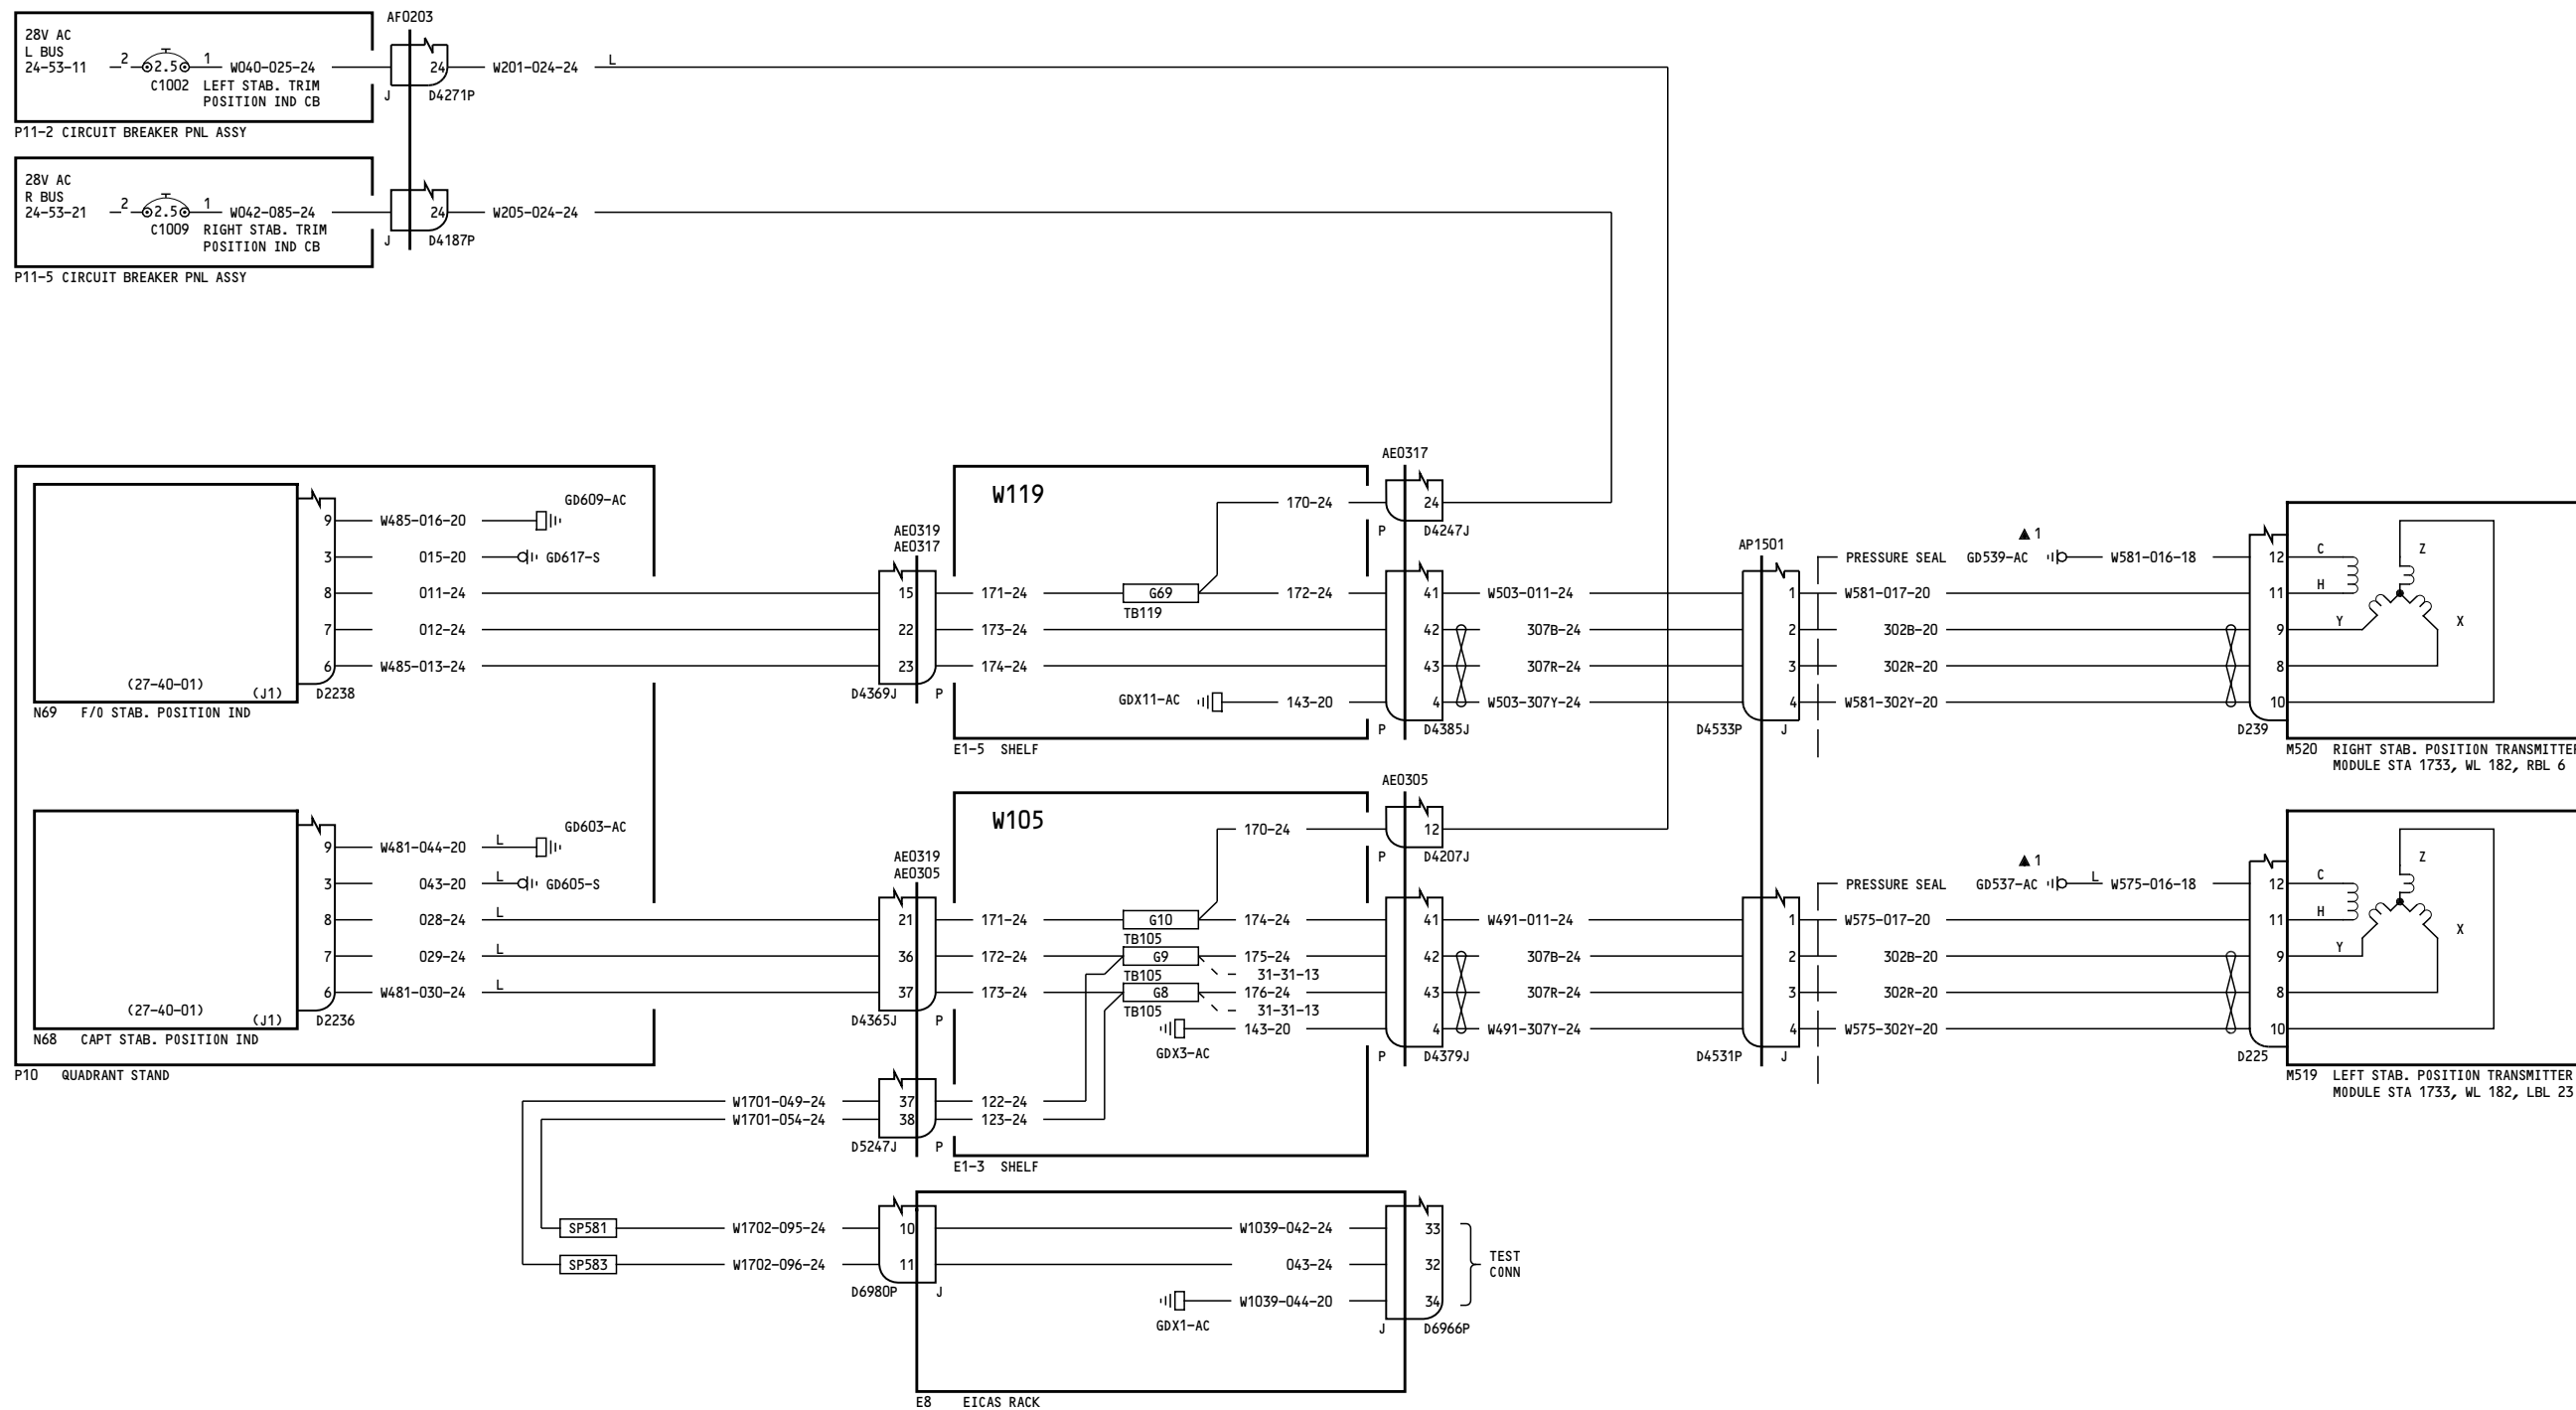 AF0203
28V AC
L BUS
24-53-11
2
2.5
1
W040-025-24
24
W201-024-24
L
C1002
LEFT STAB. TRIM
POSITION IND CB
J
D4271P
P11-2 CIRCUIT BREAKER PNL ASSY
28V AC
R BUS
24-53-21
2
2.5
1
W042-085-24
24
W205-024-24
C1009
RIGHT STAB. TRIM
POSITION IND CB
J
D4187P
P11-5 CIRCUIT BREAKER PNL ASSY
9
W485-016-20
GD609-AC
3
015-20
GD617-S
8
011-24
7
012-24
6
W485-013-24
(27-40-01)
(J1)
D2238
N69 F/O STAB. POSITION IND
AE0319
AE0317
15
22
23
D4369J
P
W119
171-24
173-24
174-24
G69
TB119
170-24
172-24
GDX11-AC
143-20
E1-5 SHELF
AE0317
24
P
D4247J
41
42
43
4
P
D4385J
W503-011-24
307B-24
307R-24
W503-307Y-24
AP1501
1
2
3
4
D4533P
J
PRESSURE SEAL
GD539-AC
▲ 1
W581-016-18
W581-017-20
302B-20
302R-20
W581-302Y-20
12
11
9
8
10
D239
C
H
Y
Z
X
M520 RIGHT STAB. POSITION TRANSMITTER
MODULE STA 1733, WL 182, RBL 6
9
W481-044-20
L
GD603-AC
3
043-20
L
GD605-S
8
028-24
L
7
029-24
L
6
W481-030-24
L
(27-40-01)
(J1)
D2236
N68 CAPT STAB. POSITION IND
P10 QUADRANT STAND
AE0319
AE0305
21
36
37
D4365J
P
W105
171-24
172-24
173-24
G10
TB105
G9
TB105
G8
TB105
170-24
174-24
175-24
31-31-13
176-24
31-31-13
143-20
GDX3-AC
AE0305
12
P
D4207J
41
42
43
4
P
D4379J
W491-011-24
307B-24
307R-24
W491-307Y-24
1
2
3
4
D4531P
J
PRESSURE SEAL
GD537-AC
▲ 1
L
W575-016-18
W575-017-20
302B-20
302R-20
W575-302Y-20
12
11
9
8
10
D225
C
H
Y
Z
X
M519 LEFT STAB. POSITION TRANSMITTER
MODULE STA 1733, WL 182, LBL 23
W1701-049-24
37
122-24
W1701-054-24
38
123-24
D5247J
P
E1-3 SHELF
SP581
W1702-095-24
10
W1039-042-24
33
SP583
W1702-096-24
11
043-24
32
TEST
CONN
D6980P
J
GDX1-AC
W1039-044-20
34
J
D6966P
E8 EICAS RACK